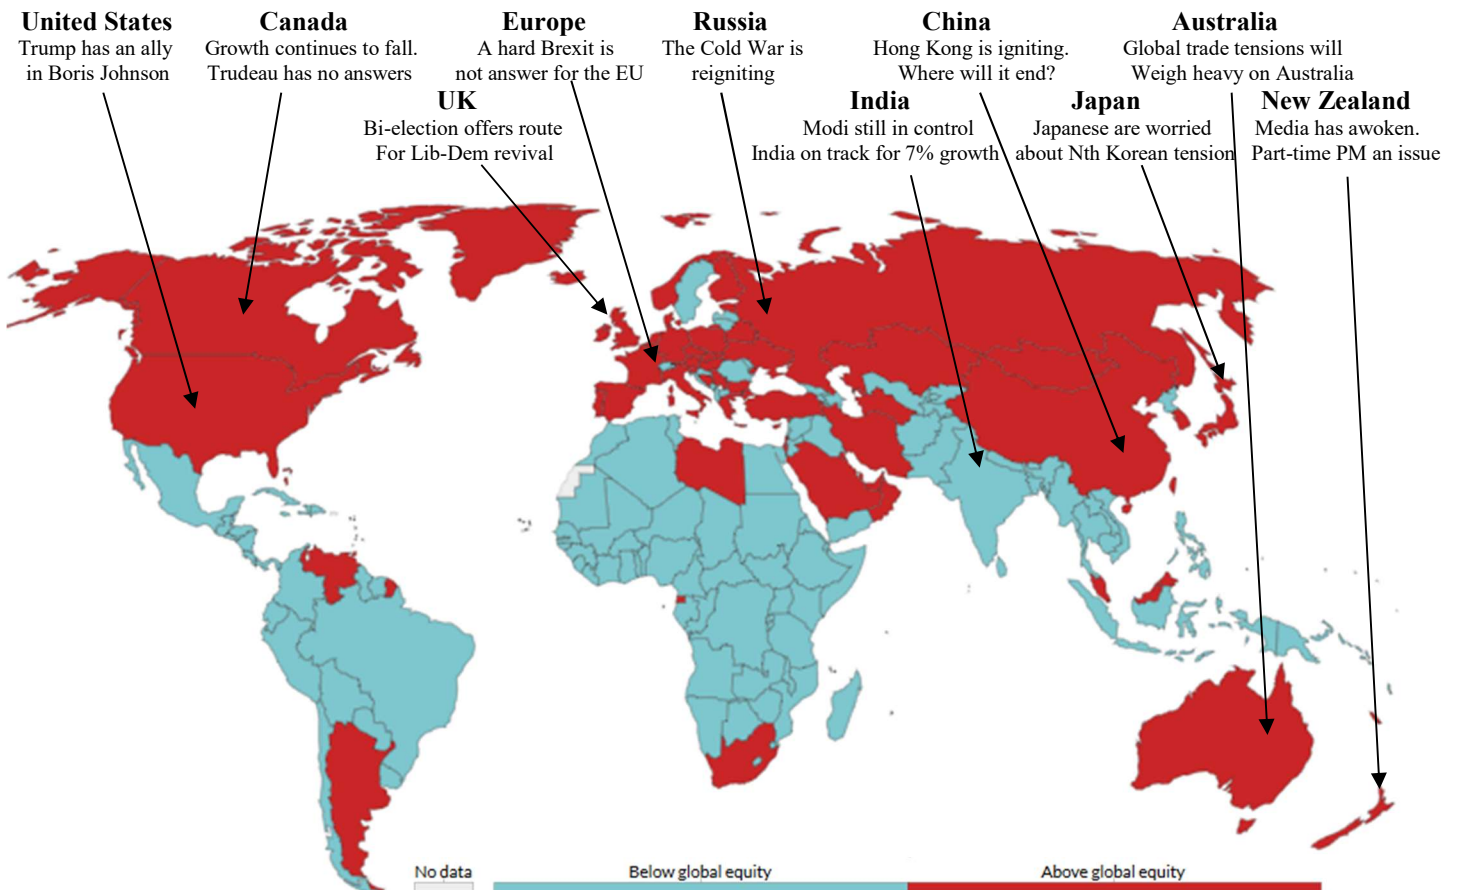 United States
Trump has an ally
in Boris Johnson
Canada
Growth continues to fall.
Trudeau has no answers
Europe
A hard Brexit is
not answer for the EU
Russia
The Cold War is
reigniting
China
Hong Kong is igniting.
Where will it end?
Australia
Global trade tensions will
Weigh heavy on Australia
UK
Bi-election offers route
For Lib-Dem revival
India
Modi still in control
India on track for 7% growth
Japan
Japanese are worried
about Nth Korean tension
New Zealand
Media has awoken.
Part-time PM an issue
No data
Below global equity
Above global equity